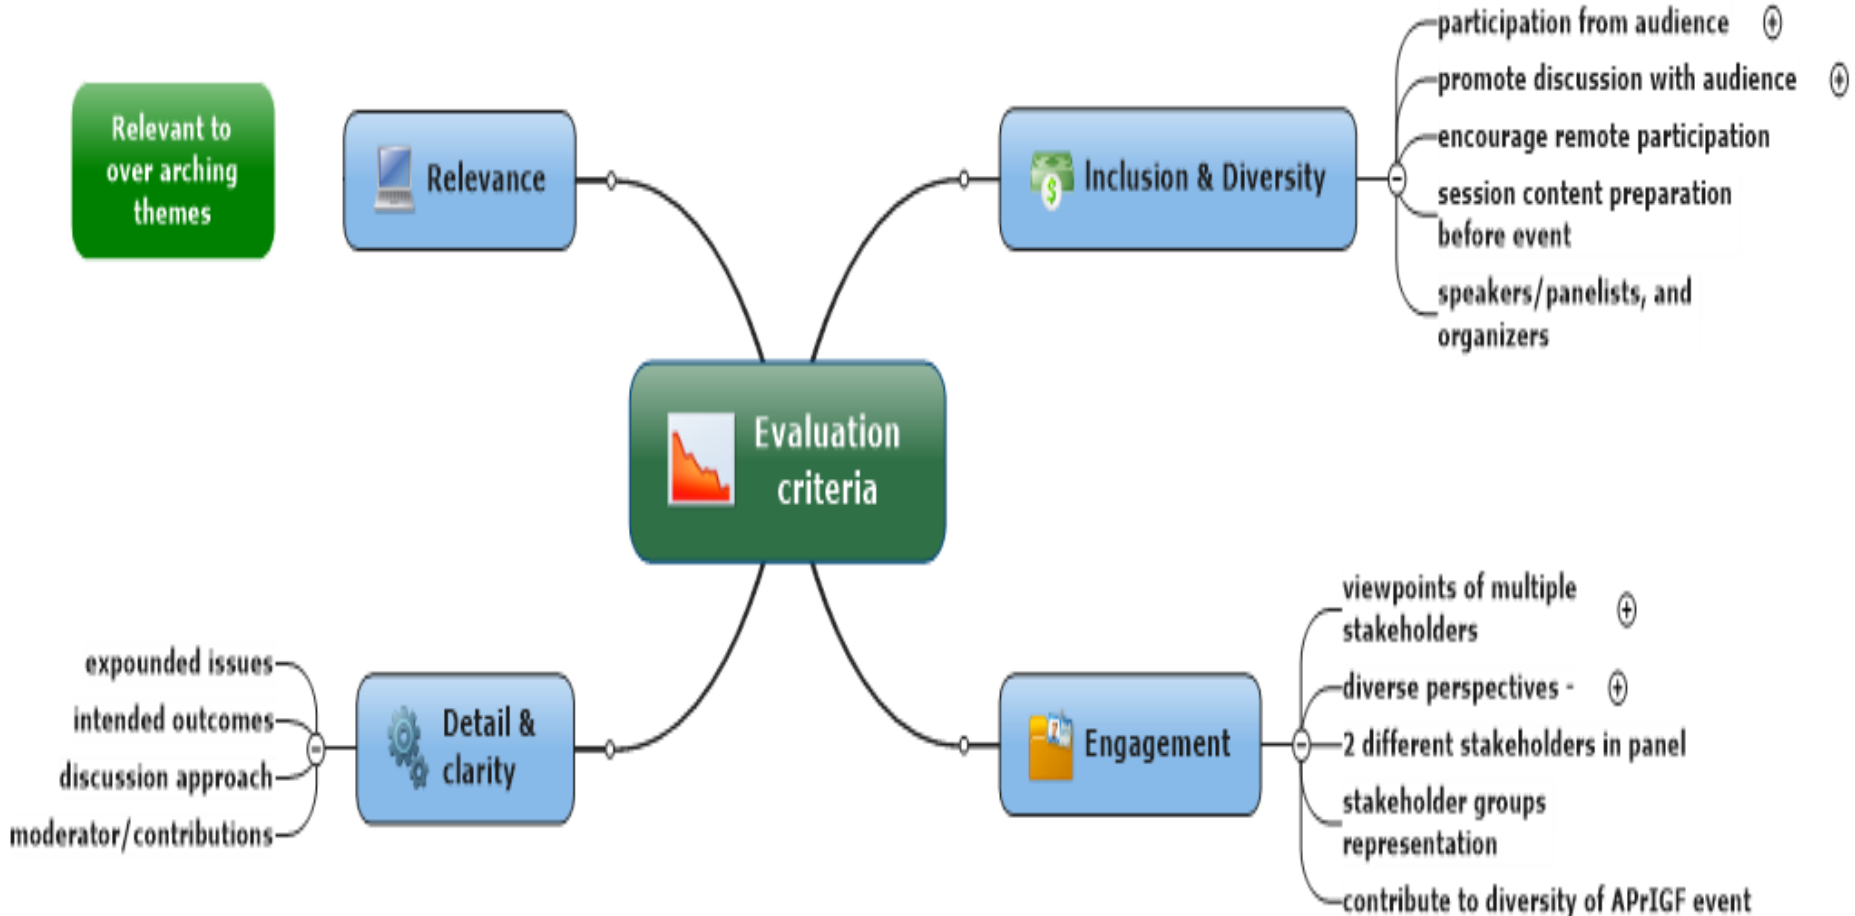 Relevant to
over arching
themes
Relevance
Inclusion & Diversity
participation from audience
promote discussion with audience
encourage remote participation
session content preparation
before event
speakers/panelists, and
organizers
Evaluation
criteria
expounded issues
intended outcomes
discussion approach
moderator/contributions
Detail &
clarity
Engagement
viewpoints of multiple
stakeholders
diverse perspectives -
2 different stakeholders in panel
stakeholder groups
representation
contribute to diversity of APrIGF event